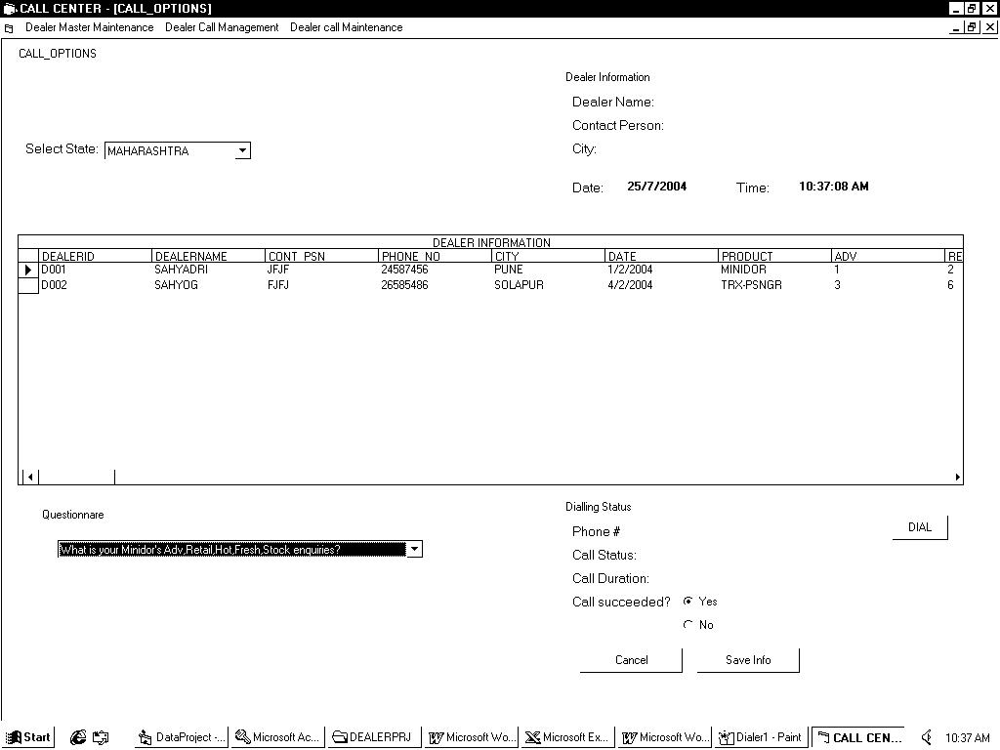 CALL CENTER - [CALL_OPTIONS]
Dealer Master Maintenance Dealer Call Management Dealer call Maintenance
CALL_OPTIONS
Dealer Information
Dealer Name:
Contact Person:
Select State: MAHARASHTRA
City:
Date: 25/7/2004 Time: 10:37:08 AM
DEALER INFORMATION
DEALERID DEALERNAME CONT_PSN PHONE_NO CITY DATE PRODUCT ADV RE
D001 SAHYADRI JFJF 24587456 PUNE 1/2/2004 MINIDOR 1 2
D002 SAHYOG FJFJ 26585486 SOLAPUR 4/2/2004 TRX-PSNGR 3 6
Questionnare
What is your Minidor's Adv,Retail,Hot,Fresh,Stock enquiries?
Dialling Status
Phone # DIAL
Call Status:
Call Duration:
Call succeeded? Yes
No
Cancel Save Info
Start DataProject -... Microsoft Ac... DEALERPRJ Microsoft Wo... Microsoft Ex... Microsoft Wo... Dialer1 - Paint CALL CEN... 10:37 AM